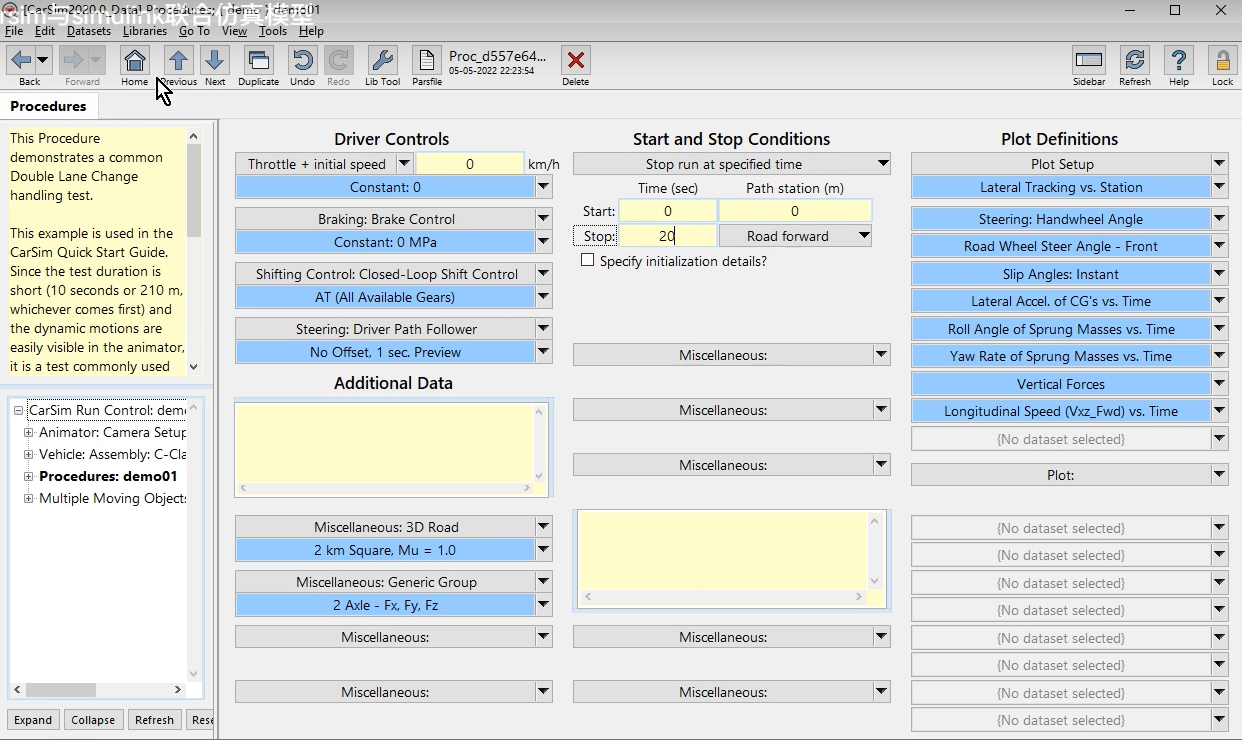 [CarSim2020.0_Data] Procedures; { demo } demo01
rsim与simulink联合仿真模型
File Edit Datasets Libraries Go To View Tools Help
Back Forward Home Previous Next Duplicate Undo Redo Lib Tool Parsfile Proc_d557e64... 05-05-2022 22:23:54 Delete Sidebar Refresh Help Lock
Procedures
This Procedure
demonstrates a common
Double Lane Change
handling test.
This example is used in the
CarSim Quick Start Guide.
Since the test duration is
short (10 seconds or 210 m,
whichever comes first) and
the dynamic motions are
easily visible in the animator,
it is a test commonly used
CarSim Run Control: demo
Animator: Camera Setup
Vehicle: Assembly: C-Cla
Procedures: demo01
Multiple Moving Objects
Expand Collapse Refresh Rese
Driver Controls
Throttle + initial speed 0 km/h
Constant: 0
Braking: Brake Control
Constant: 0 MPa
Shifting Control: Closed-Loop Shift Control
AT (All Available Gears)
Steering: Driver Path Follower
No Offset, 1 sec. Preview
Additional Data
Miscellaneous: 3D Road
2 km Square, Mu = 1.0
Miscellaneous: Generic Group
2 Axle - Fx, Fy, Fz
Miscellaneous:
Miscellaneous:
Start and Stop Conditions
Stop run at specified time
Time (sec) Path station (m)
Start: 0 0
Stop: 20 Road forward
Specify initialization details?
Miscellaneous:
Miscellaneous:
Miscellaneous:
Miscellaneous:
Miscellaneous:
Plot Definitions
Plot Setup
Lateral Tracking vs. Station
Steering: Handwheel Angle
Road Wheel Steer Angle - Front
Slip Angles: Instant
Lateral Accel. of CG's vs. Time
Roll Angle of Sprung Masses vs. Time
Yaw Rate of Sprung Masses vs. Time
Vertical Forces
Longitudinal Speed (Vxz_Fwd) vs. Time
{No dataset selected}
Plot:
{No dataset selected}
{No dataset selected}
{No dataset selected}
{No dataset selected}
{No dataset selected}
{No dataset selected}
{No dataset selected}
{No dataset selected}